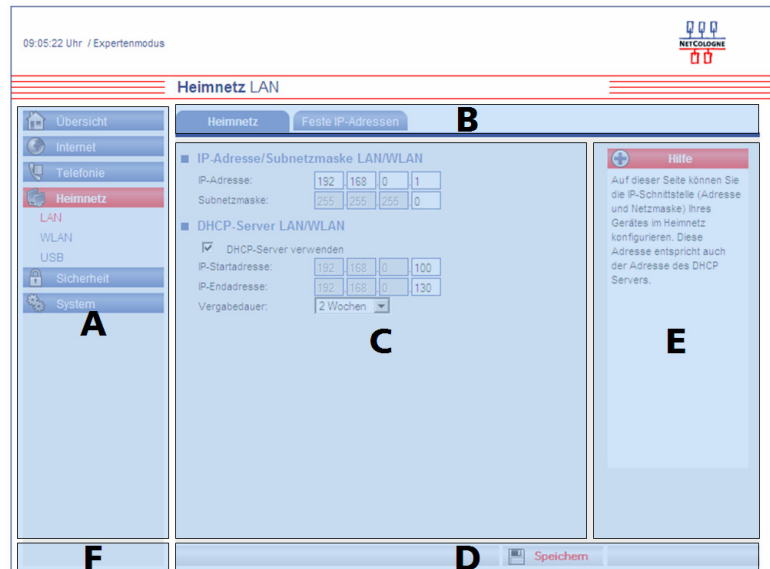 09:05:22 Uhr / Expertenmodus
NETCOLOGNE
Heimnetz LAN
Übersicht
Internet
Telefonie
Heimnetz
LAN
WLAN
USB
Sicherheit
System
A
Heimnetz
Feste IP-Adressen
B
IP-Adresse/Subnetzmaske LAN/WLAN
IP-Adresse: 192 .168 .0 .1
Subnetzmaske: 255 .255 .255 .0
DHCP-Server LAN/WLAN
DHCP-Server verwenden
IP-Startadresse: 192 .168 .0 .100
IP-Endadresse: 192 .168 .0 .130
Vergabedauer: 2 Wochen
C
Hilfe
Auf dieser Seite können Sie
die IP-Schnittstelle (Adresse
und Netzmaske) Ihres
Gerätes im Heimnetz
konfigurieren. Diese
Adresse entspricht auch
der Adresse des DHCP
Servers.
E
F
D
Speichern